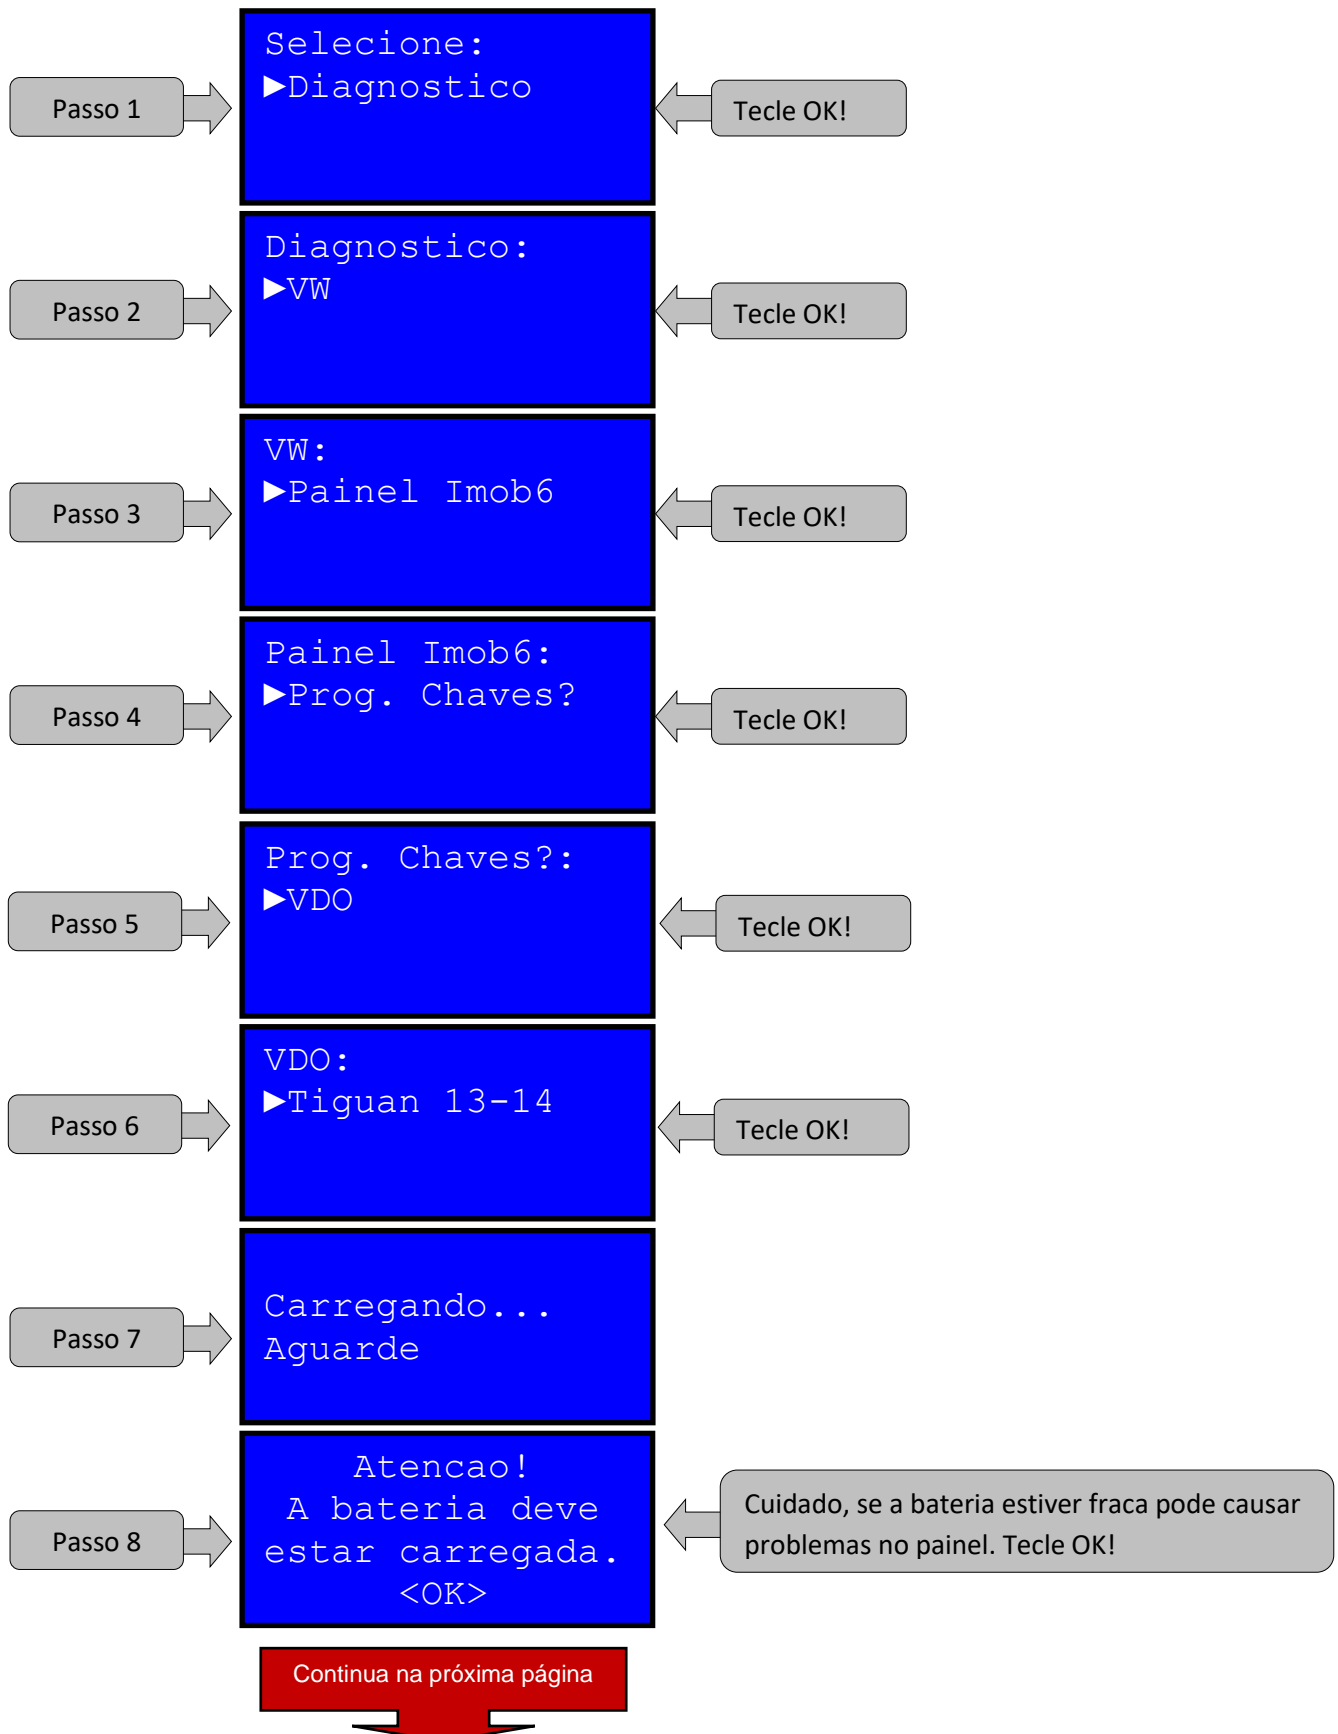 Selecione:
►Diagnostico
Passo 1
Tecle OK!
Diagnostico:
►VW
Passo 2
Tecle OK!
VW:
►Painel Imob6
Passo 3
Tecle OK!
Painel Imob6:
►Prog. Chaves?
Passo 4
Tecle OK!
Prog. Chaves?:
►VDO
Passo 5
Tecle OK!
VDO:
►Tiguan 13-14
Passo 6
Tecle OK!
Carregando...
Aguarde
Passo 7
Atencao!
A bateria deve
estar carregada.
<OK>
Passo 8
Cuidado, se a bateria estiver fraca pode causar
problemas no painel. Tecle OK!
Continua na próxima página